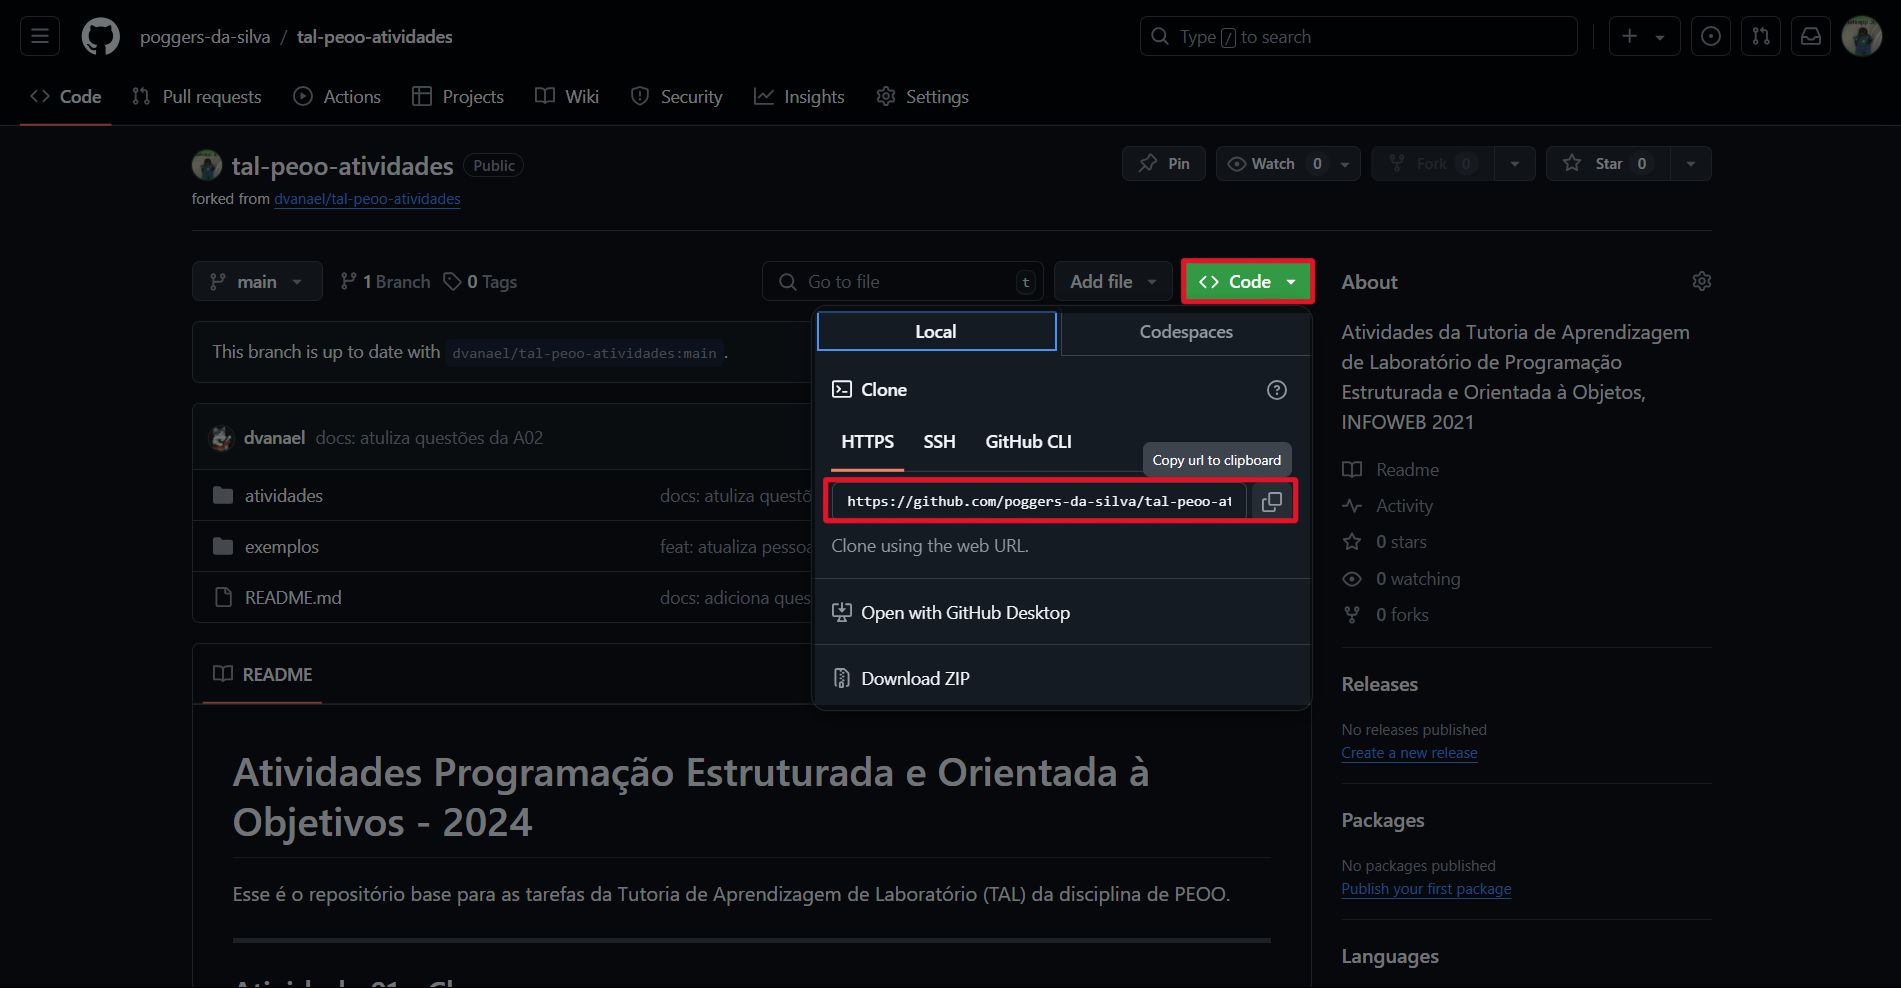 poggers-da-silva / tal-peoo-atividades
Type / to search
Code Pull requests Actions Projects Wiki Security Insights Settings
tal-peoo-atividades Public
Pin Watch 0 Fork 0 Star 0
forked from dvanael/tal-peoo-atividades
main 1 Branch 0 Tags
Go to file t
Add file Code
This branch is up to date with dvanael/tal-peoo-atividades:main .
dvanael docs: atuliza questões da A02
atividades docs: atuliza questõ
exemplos feat: atualiza pessoa
README.md docs: adiciona ques
Local Codespaces
Clone
HTTPS SSH GitHub CLI
Copy url to clipboard
https://github.com/poggers-da-silva/tal-peoo-at
Clone using the web URL.
Open with GitHub Desktop
Download ZIP
README
Atividades Programação Estruturada e Orientada à
Objetivos - 2024
Esse é o repositório base para as tarefas da Tutoria de Aprendizagem de Laboratório (TAL) da disciplina de PEOO.
About
Atividades da Tutoria de Aprendizagem
de Laboratório de Programação
Estruturada e Orientada à Objetos,
INFOWEB 2021
Readme
Activity
0 stars
0 watching
0 forks
Releases
No releases published
Create a new release
Packages
No packages published
Publish your first package
Languages